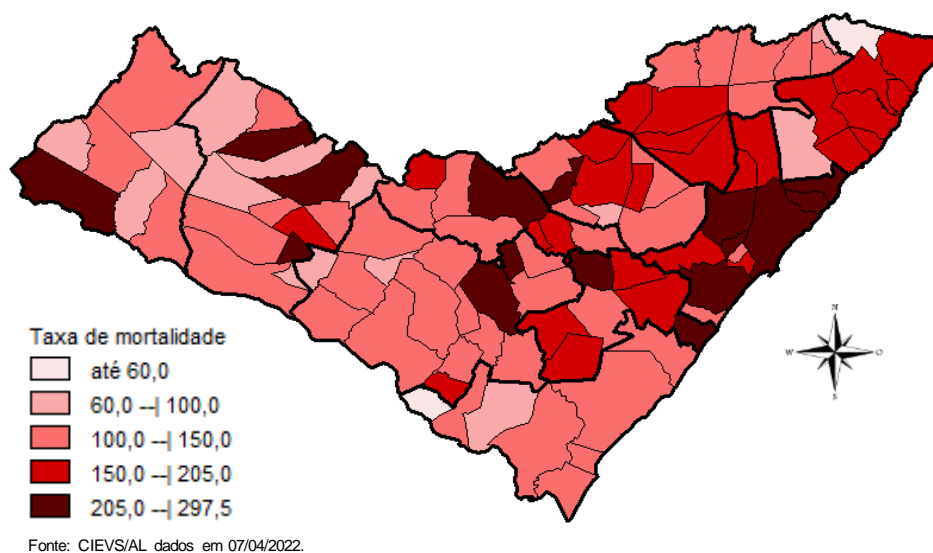 N
W
O
S
Taxa de mortalidade
até 60,0
60,0 --| 100,0
100,0 --| 150,0
150,0 --| 205,0
205,0 --| 297,5
Fonte: CIEVS/AL dados em 07/04/2022.